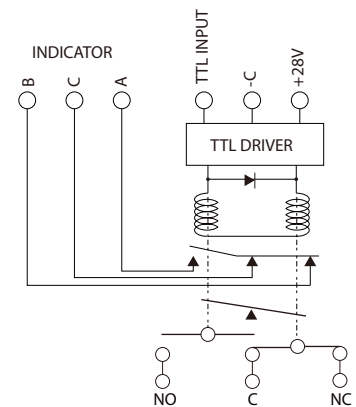 INDICATOR
B C A
TTL INPUT
-C
+28V
TTL DRIVER
NO C NC